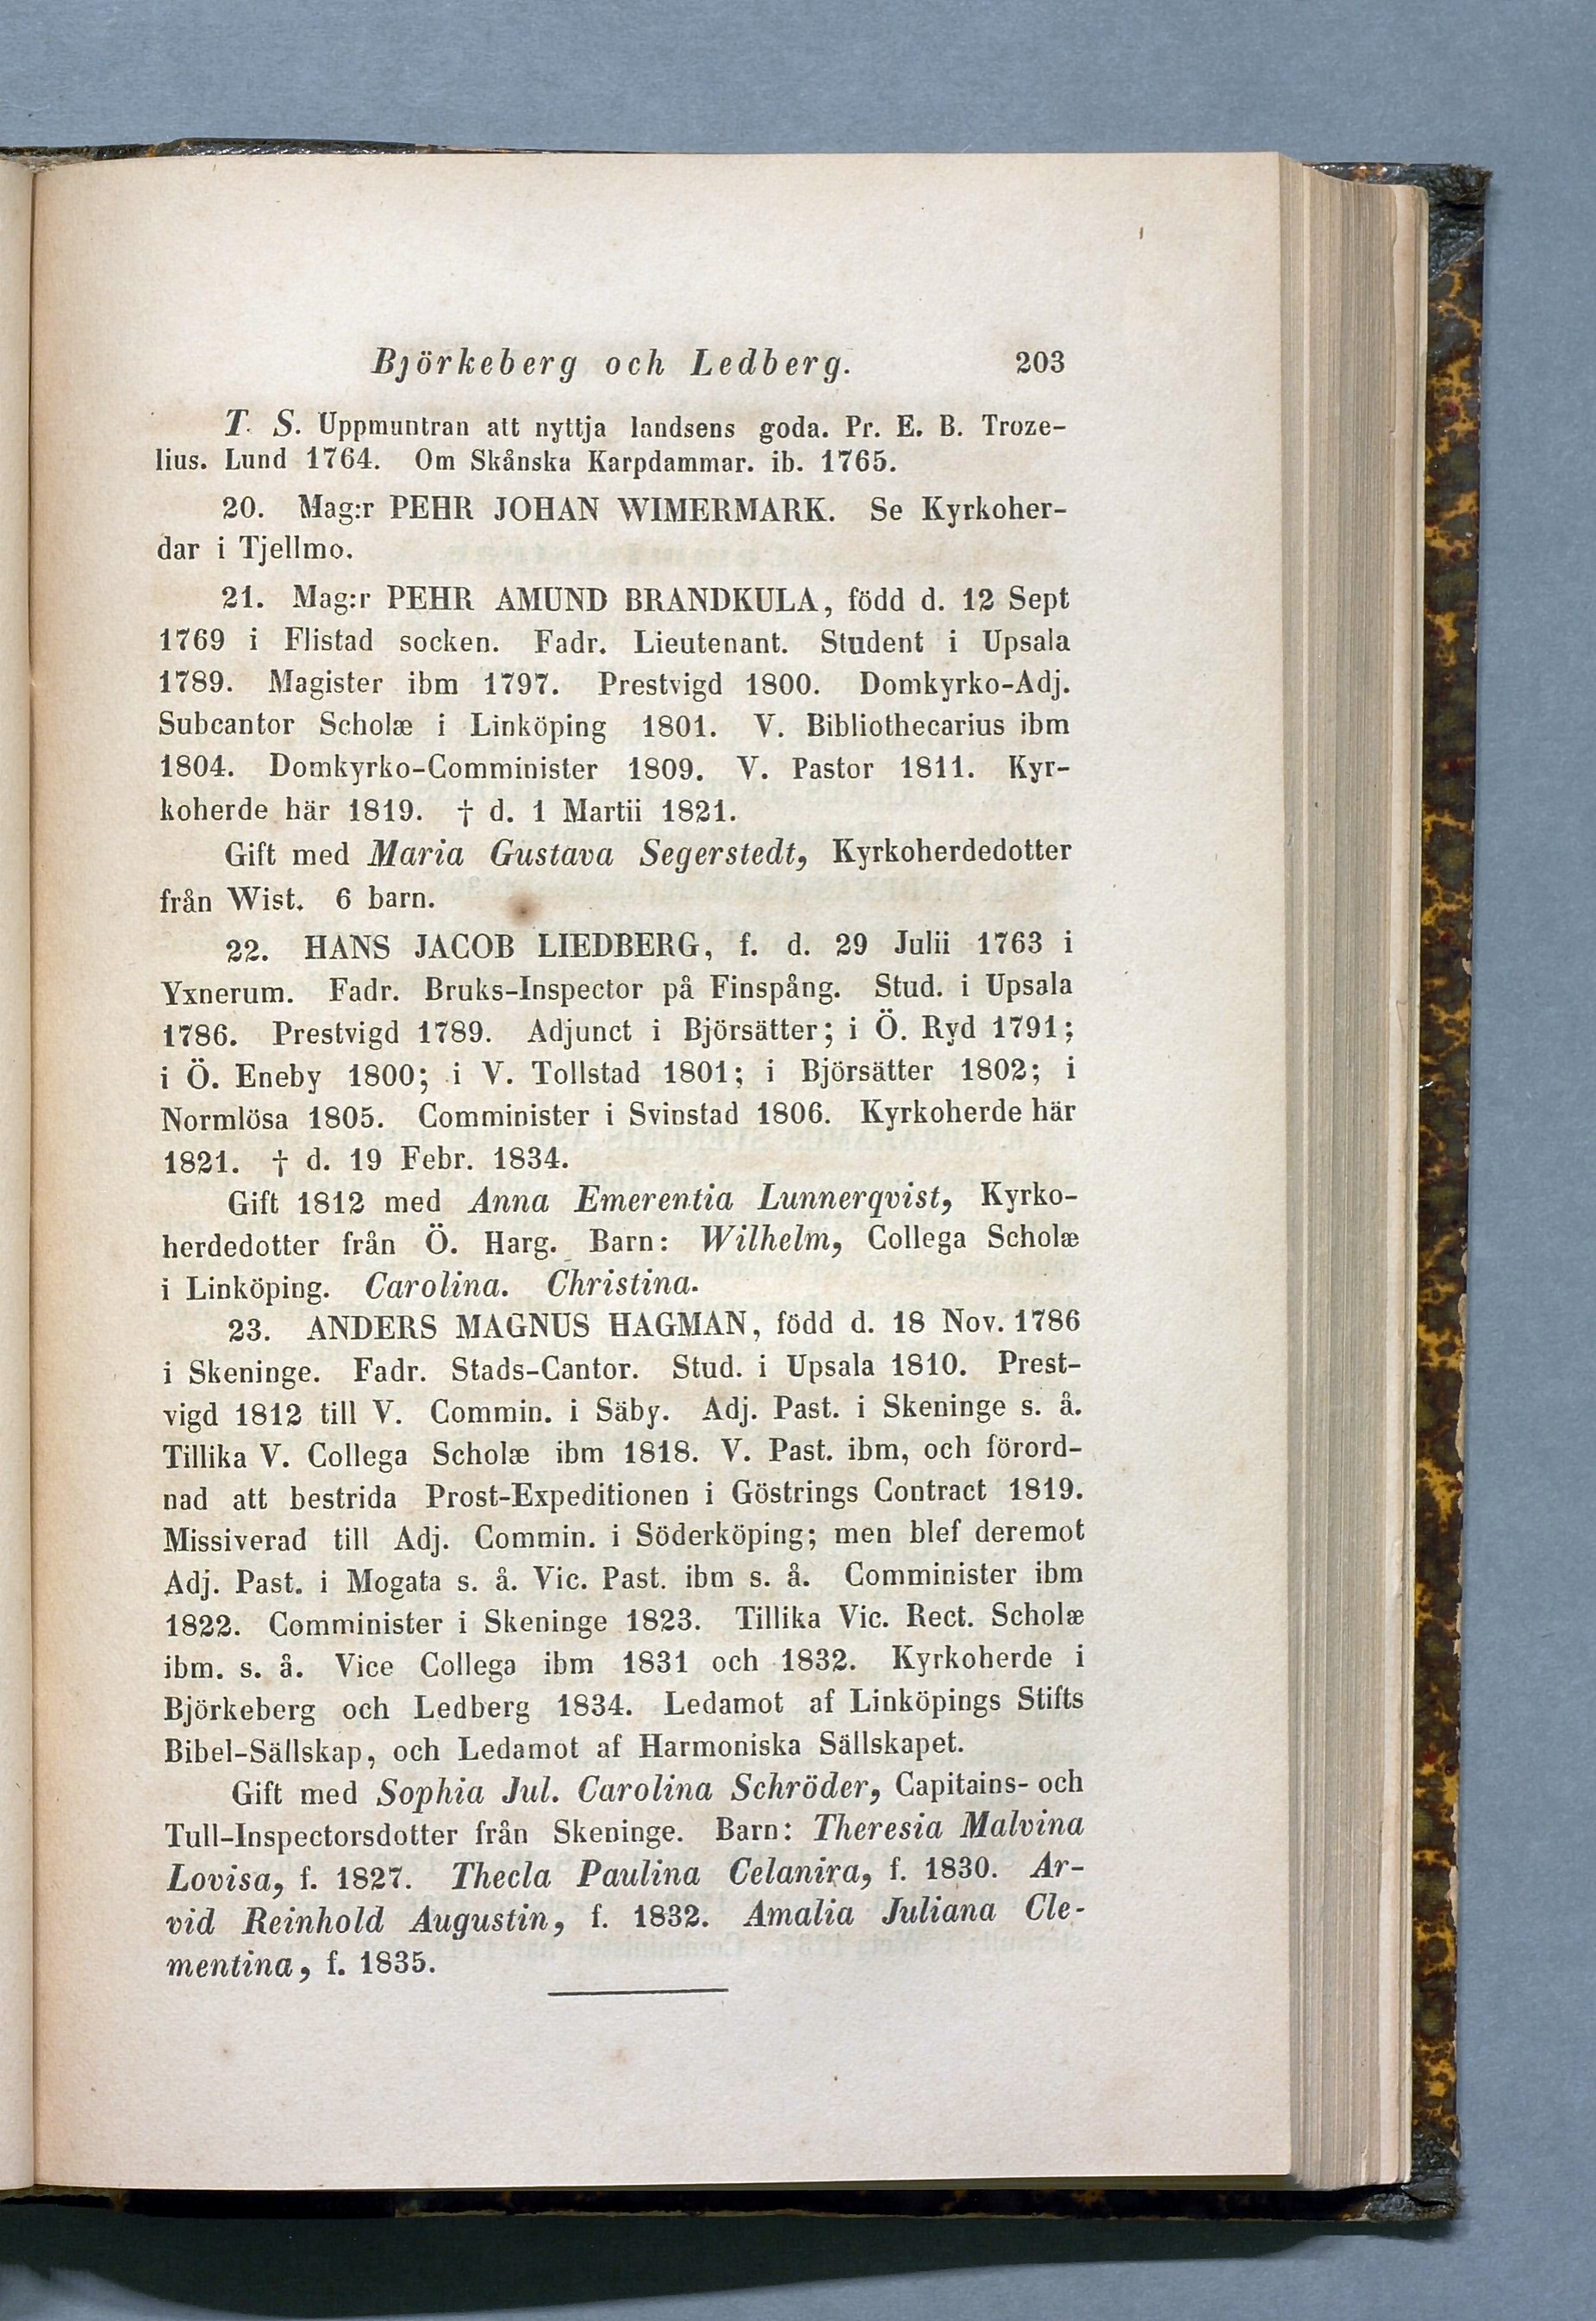 Björkeberg och Ledberg. 203
T. S. Uppmuntran att nyttja landsens goda. Pr. E. B. Troze-
lius. Lund 1764. Om Skånska Karpdammar. ib. 1765.
20. Mag:r PEHR JOHAN WIMERMARK. Se Kyrkoher-
dar i Tjellmo.
21. Mag:r PEHR AMUND BRANDKULA, född d. 12 Sept
1769 i Flistad socken. Fadr. Lieutenant. Student i Upsala
1789. Magister ibm 1797. Prestvigd 1800. Domkyrko-Adj.
Subcantor Scholæ i Linköping 1801. V. Bibliothecarius ibm
1804. Domkyrko-Comminister 1809. V. Pastor 1811. Kyr-
koherde här 1819. † d. 1 Martii 1821.
Gift med Maria Gustava Segerstedt, Kyrkoherdedotter
från Wist. 6 barn.
22. HANS JACOB LIEDBERG, f. d. 29 Julii 1763 i
Yxnerum. Fadr. Bruks-Inspector på Finspång. Stud. i Upsala
1786. Prestvigd 1789. Adjunct i Björsätter; i Ö. Ryd 1791;
i Ö. Eneby 1800; i V. Tollstad 1801; i Björsätter 1802; i
Normlösa 1805. Comminister i Svinstad 1806. Kyrkoherde här
1821. † d. 19 Febr. 1834.
Gift 1812 med Anna Emerentia Lunnerqvist, Kyrko-
herdedotter från Ö. Harg. Barn: Wilhelm, Collega Scholæ
i Linköping. Carolina. Christina.
23. ANDERS MAGNUS HAGMAN, född d. 18 Nov. 1786
i Skeninge. Fadr. Stads-Cantor. Stud. i Upsala 1810. Prest-
vigd 1812 till V. Commin. i Säby. Adj. Past. i Skeninge s. å.
Tillika V. Collega Scholæ ibm 1818. V. Past. ibm, och förord-
nad att bestrida Prost-Expeditionen i Göstrings Contract 1819.
Missiverad till Adj. Commin. i Söderköping; men blef deremot
Adj. Past. i Mogata s. å. Vic. Past. ibm s. å. Comminister ibm
1822. Comminister i Skeninge 1823. Tillika Vic. Rect. Scholæ
ibm. s. å. Vice Collega ibm 1831 och 1832. Kyrkoherde i
Björkeberg och Ledberg 1834. Ledamot af Linköpings Stifts
Bibel-Sällskap, och Ledamot af Harmoniska Sällskapet.
Gift med Sophia Jul. Carolina Schröder, Capitains- och
Tull-Inspectorsdotter från Skeninge. Barn: Theresia Malvina
Lovisa, f. 1827. Thecla Paulina Celanira, f. 1830. Ar-
vid Reinhold Augustin, f. 1832. Amalia Juliana Cle-
mentina, f. 1835.